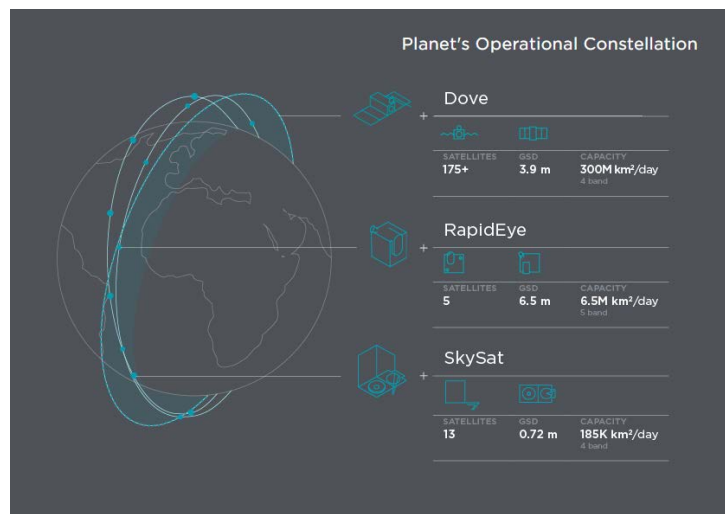 Planet's Operational Constellation
Dove
SATELLITES GSD CAPACITY
175+ 3.9 m 300M km²/day
4 band
RapidEye
SATELLITES GSD CAPACITY
5 6.5 m 6.5M km²/day
5 band
SkySat
SATELLITES GSD CAPACITY
13 0.72 m 185K km²/day
4 band